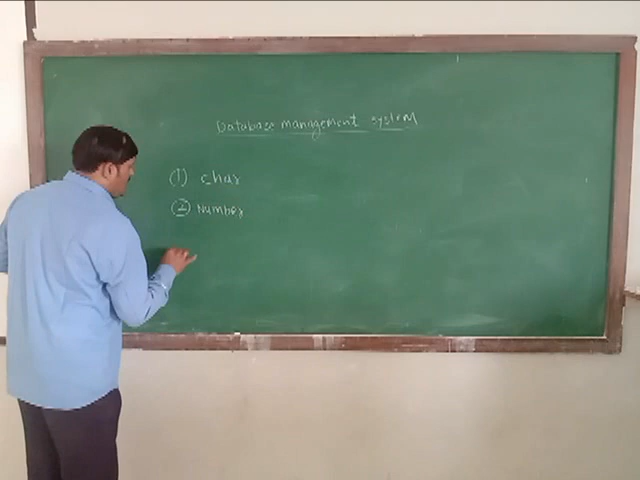 Database management system
(1) char
(2) Number